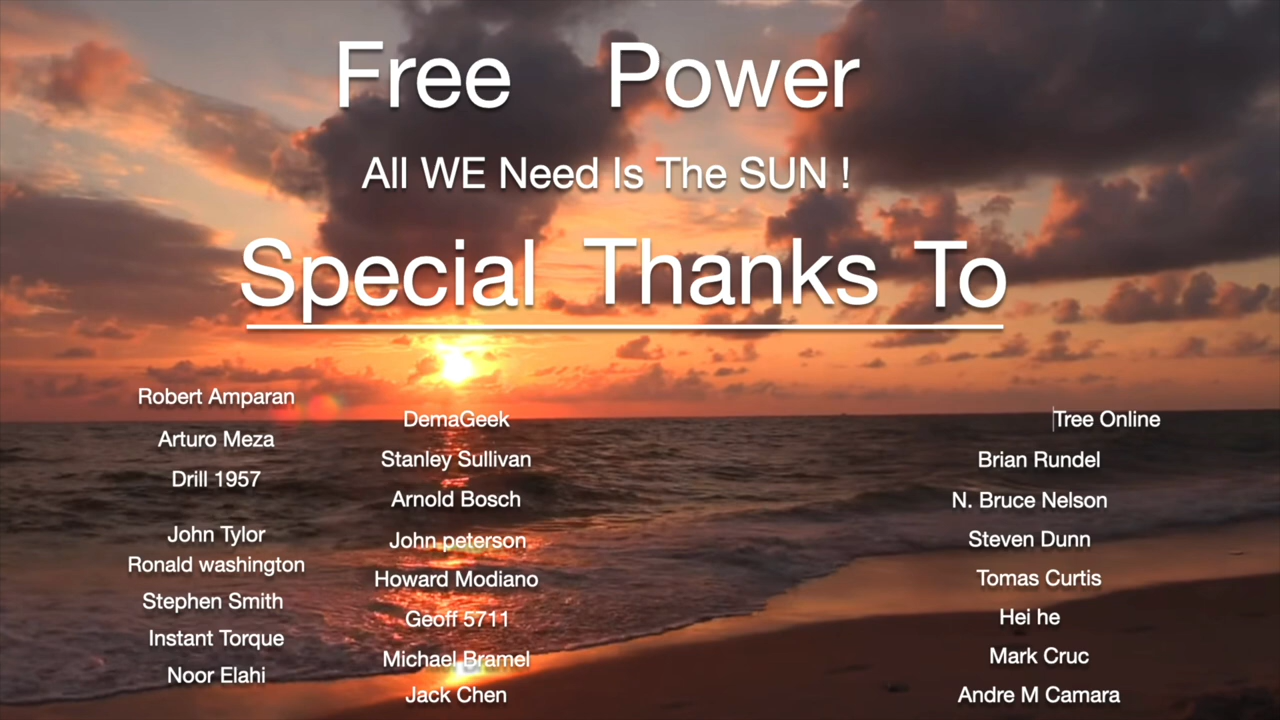 Free Power
All WE Need Is The SUN !
Special Thanks To
Robert Amparan
Arturo Meza
Drill 1957
John Tylor
Ronald washington
Stephen Smith
Instant Torque
Noor Elahi
DemaGeek
Stanley Sullivan
Arnold Bosch
John peterson
Howard Modiano
Geoff 5711
Michael Bramel
Jack Chen
Tree Online
Brian Rundel
N. Bruce Nelson
Steven Dunn
Tomas Curtis
Hei he
Mark Cruc
Andre M Camara